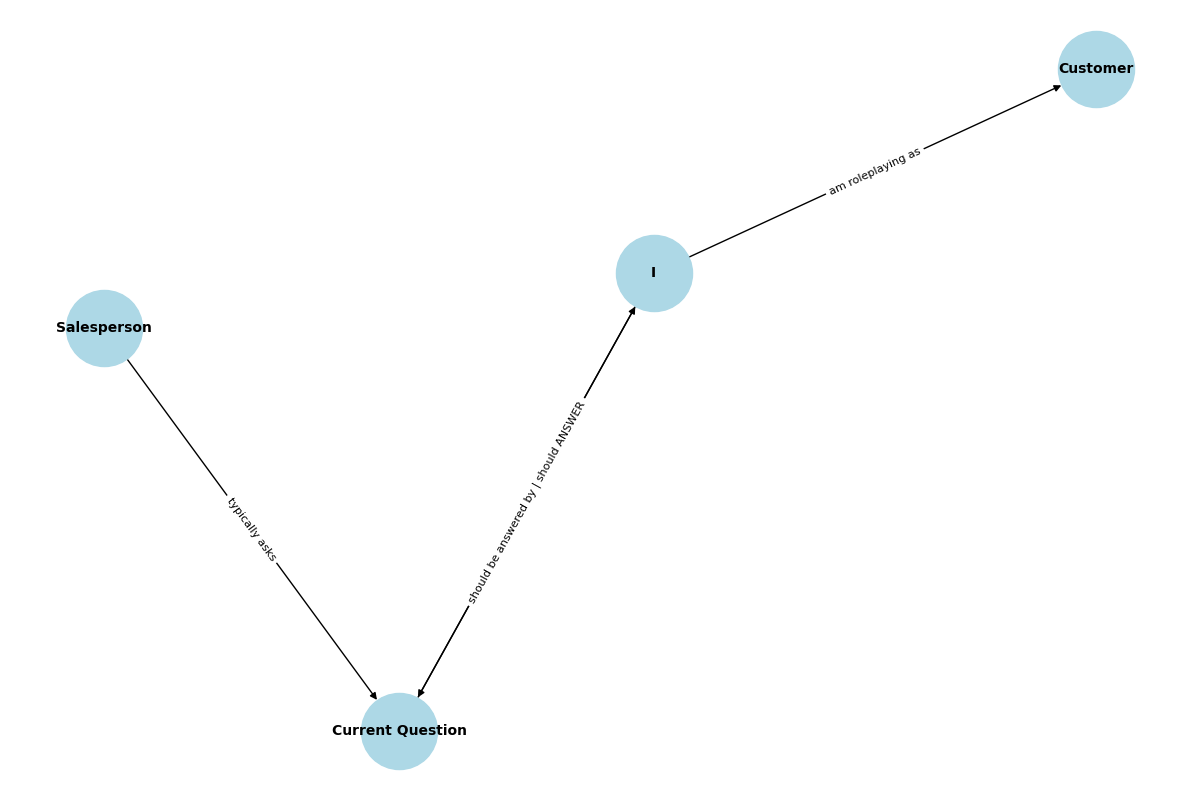 Customer
am roleplaying as
I
Salesperson
should be answered by | should ANSWER
typically asks
Current Question